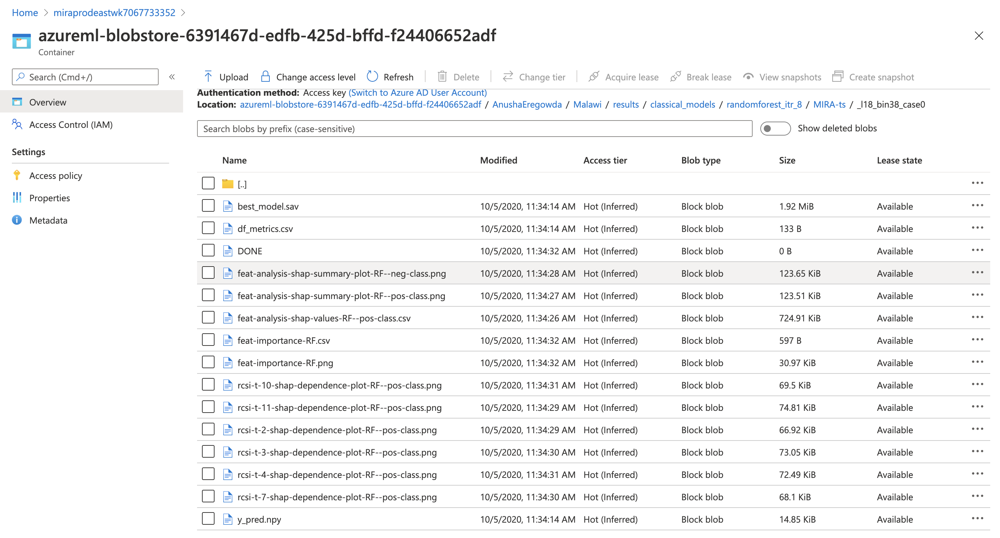 Home > miraprodeastwk7067733352 >
azureml-blobstore-6391467d-edfb-425d-bffd-f24406652adf
Container
Search (Cmd+/) «
Upload Change access level Refresh Delete Change tier Acquire lease Break lease View snapshots Create snapshot
Overview
Access Control (IAM)
Settings
Access policy
Properties
Metadata
Authentication method: Access key (Switch to Azure AD User Account)
Location: azureml-blobstore-6391467d-edfb-425d-bffd-f24406652adf / AnushaEregowda / Malawi / results / classical_models / randomforest_itr_8 / MIRA-ts / _l18_bin38_case0
Search blobs by prefix (case-sensitive) Show deleted blobs
Name Modified Access tier Blob type Size Lease state
[..]
best_model.sav 10/5/2020, 11:34:14 AM Hot (Inferred) Block blob 1.92 MiB Available
df_metrics.csv 10/5/2020, 11:34:14 AM Hot (Inferred) Block blob 133 B Available
DONE 10/5/2020, 11:34:32 AM Hot (Inferred) Block blob 0 B Available
feat-analysis-shap-summary-plot-RF--neg-class.png 10/5/2020, 11:34:28 AM Hot (Inferred) Block blob 123.65 KiB Available
feat-analysis-shap-summary-plot-RF--pos-class.png 10/5/2020, 11:34:27 AM Hot (Inferred) Block blob 123.51 KiB Available
feat-analysis-shap-values-RF--pos-class.csv 10/5/2020, 11:34:26 AM Hot (Inferred) Block blob 724.91 KiB Available
feat-importance-RF.csv 10/5/2020, 11:34:32 AM Hot (Inferred) Block blob 597 B Available
feat-importance-RF.png 10/5/2020, 11:34:32 AM Hot (Inferred) Block blob 30.97 KiB Available
rcsi-t-10-shap-dependence-plot-RF--pos-class.png 10/5/2020, 11:34:31 AM Hot (Inferred) Block blob 69.5 KiB Available
rcsi-t-11-shap-dependence-plot-RF--pos-class.png 10/5/2020, 11:34:29 AM Hot (Inferred) Block blob 74.81 KiB Available
rcsi-t-2-shap-dependence-plot-RF--pos-class.png 10/5/2020, 11:34:29 AM Hot (Inferred) Block blob 66.92 KiB Available
rcsi-t-3-shap-dependence-plot-RF--pos-class.png 10/5/2020, 11:34:30 AM Hot (Inferred) Block blob 73.05 KiB Available
rcsi-t-4-shap-dependence-plot-RF--pos-class.png 10/5/2020, 11:34:31 AM Hot (Inferred) Block blob 72.49 KiB Available
rcsi-t-7-shap-dependence-plot-RF--pos-class.png 10/5/2020, 11:34:30 AM Hot (Inferred) Block blob 68.1 KiB Available
y_pred.npy 10/5/2020, 11:34:14 AM Hot (Inferred) Block blob 14.85 KiB Available